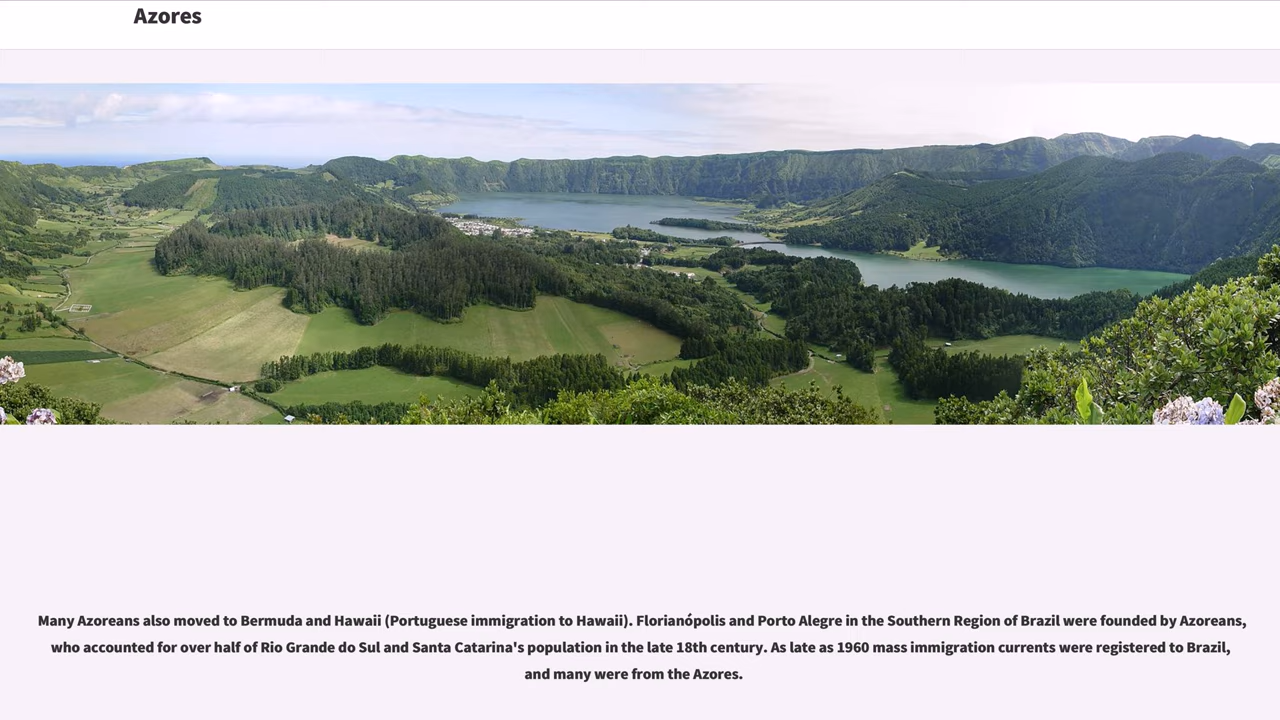 Azores
Many Azoreans also moved to Bermuda and Hawaii (Portuguese immigration to Hawaii). Florianópolis and Porto Alegre in the Southern Region of Brazil were founded by Azoreans,
who accounted for over half of Rio Grande do Sul and Santa Catarina's population in the late 18th century. As late as 1960 mass immigration currents were registered to Brazil,
and many were from the Azores.